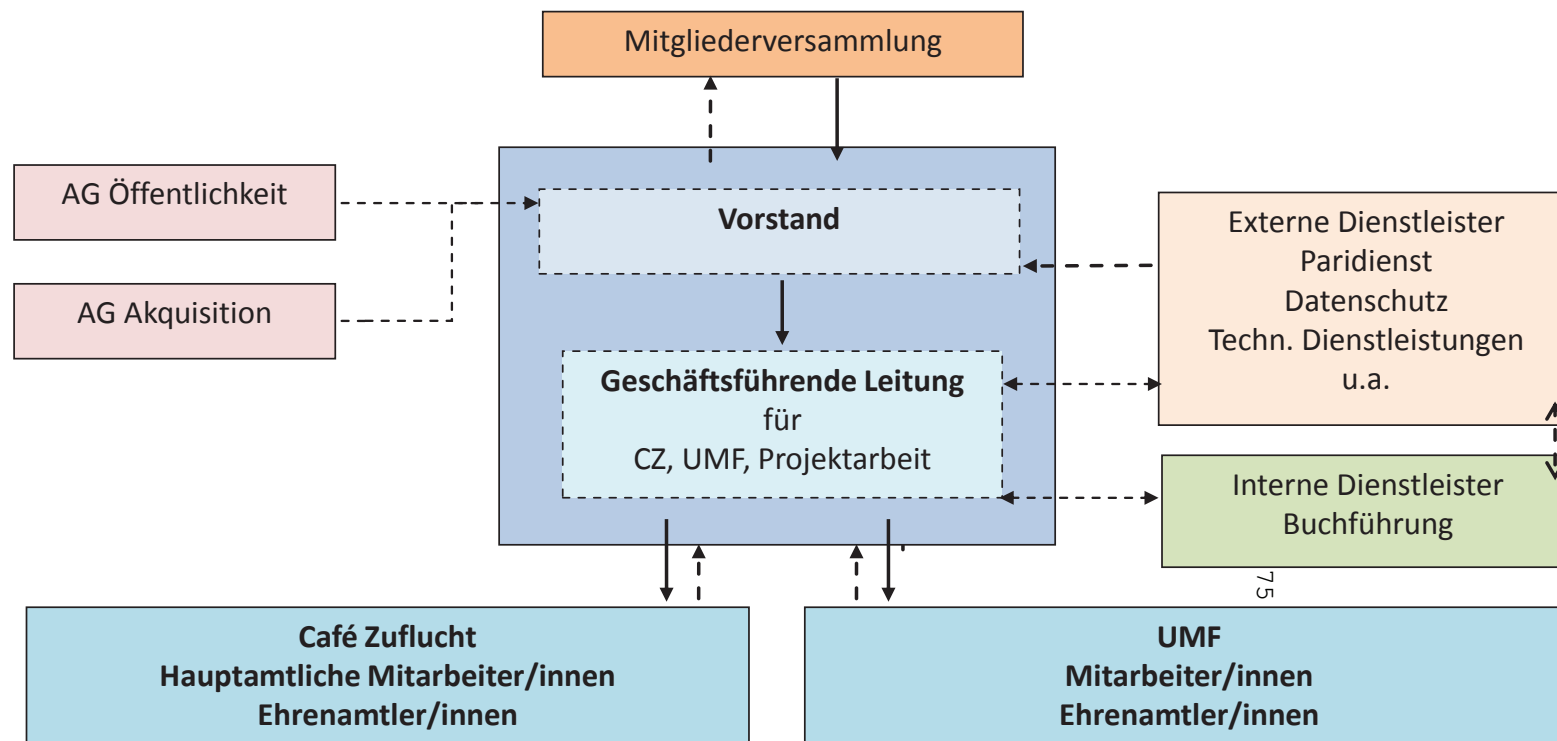 Mitgliederversammlung
AG Öffentlichkeit
AG Akquisition
Vorstand
Geschäftsführende Leitung
für
CZ, UMF, Projektarbeit
Externe Dienstleister
Paridienst
Datenschutz
Techn. Dienstleistungen
u.a.
Interne Dienstleister
Buchführung
75
Café Zuflucht
Hauptamtliche Mitarbeiter/innen
Ehrenamtler/innen
UMF
Mitarbeiter/innen
Ehrenamtler/innen